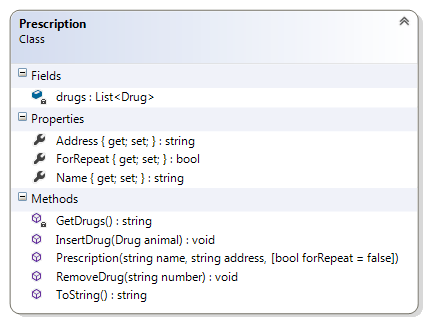 Prescription
Class
Fields
drugs : List<Drug>
Properties
Address { get; set; } : string
ForRepeat { get; set; } : bool
Name { get; set; } : string
Methods
GetDrugs() : string
InsertDrug(Drug animal) : void
Prescription(string name, string address, [bool forRepeat = false])
RemoveDrug(string number) : void
ToString() : string